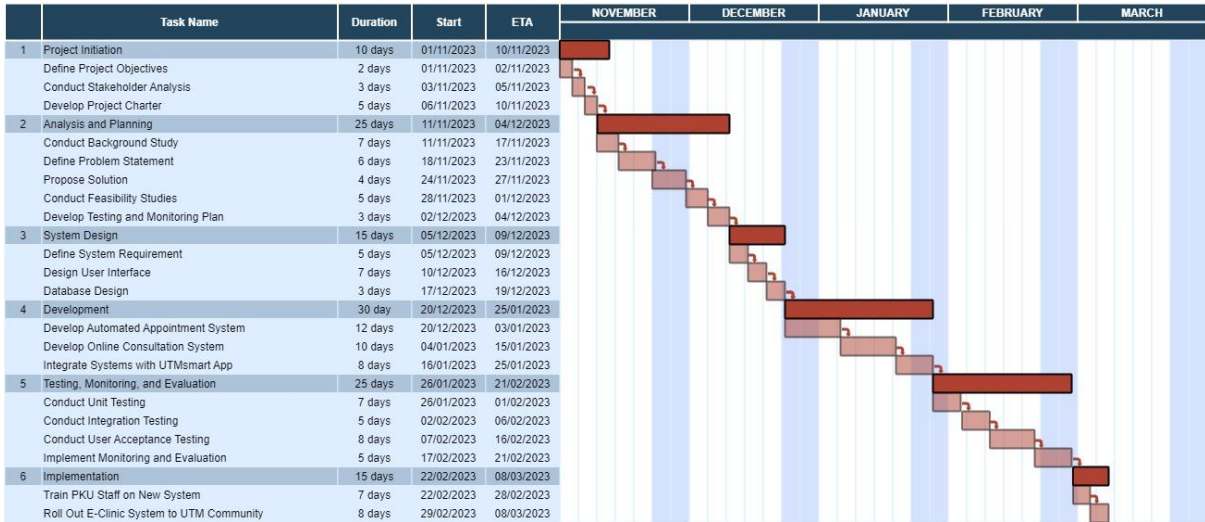 Task Name Duration Start ETA NOVEMBER DECEMBER JANUARY FEBRUARY MARCH
1 Project Initiation 10 days 01/11/2023 10/11/2023
Define Project Objectives 2 days 01/11/2023 02/11/2023
Conduct Stakeholder Analysis 3 days 03/11/2023 05/11/2023
Develop Project Charter 5 days 06/11/2023 10/11/2023
2 Analysis and Planning 25 days 11/11/2023 04/12/2023
Conduct Background Study 7 days 11/11/2023 17/11/2023
Define Problem Statement 6 days 18/11/2023 23/11/2023
Propose Solution 4 days 24/11/2023 27/11/2023
Conduct Feasibility Studies 5 days 28/11/2023 01/12/2023
Develop Testing and Monitoring Plan 3 days 02/12/2023 04/12/2023
3 System Design 15 days 05/12/2023 09/12/2023
Define System Requirement 5 days 05/12/2023 09/12/2023
Design User Interface 7 days 10/12/2023 16/12/2023
Database Design 3 days 17/12/2023 19/12/2023
4 Development 30 day 20/12/2023 25/01/2023
Develop Automated Appointment System 12 days 20/12/2023 03/01/2023
Develop Online Consultation System 10 days 04/01/2023 15/01/2023
Integrate Systems with UTMsmart App 8 days 16/01/2023 25/01/2023
5 Testing, Monitoring, and Evaluation 25 days 26/01/2023 21/02/2023
Conduct Unit Testing 7 days 26/01/2023 01/02/2023
Conduct Integration Testing 5 days 02/02/2023 06/02/2023
Conduct User Acceptance Testing 8 days 07/02/2023 16/02/2023
Implement Monitoring and Evaluation 5 days 17/02/2023 21/02/2023
6 Implementation 15 days 22/02/2023 08/03/2023
Train PKU Staff on New System 7 days 22/02/2023 28/02/2023
Roll Out E-Clinic System to UTM Community 8 days 29/02/2023 08/03/2023